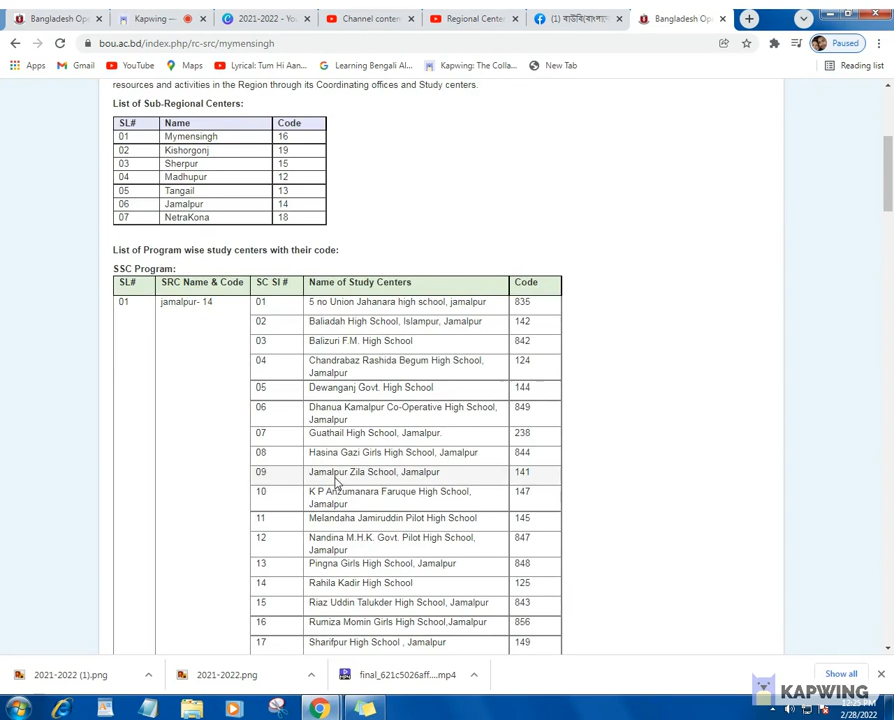 Bangladesh Op
Kapwing —
2021-2022 - You
Channel conten
Regional Cente
(1) বাউবি(বাংলাদে
Bangladesh Op
bou.ac.bd/index.php/rc-src/mymensingh
Paused
Apps Gmail YouTube Maps Lyrical: Tum Hi Aan... Learning Bengali Al... Kapwing: The Colla... New Tab Reading list
resources and activities in the Region through its Coordinating offices and Study centers.
List of Sub-Regional Centers:
SL# Name Code
01 Mymensingh 16
02 Kishorgonj 19
03 Sherpur 15
04 Madhupur 12
05 Tangail 13
06 Jamalpur 14
07 NetraKona 18
List of Program wise study centers with their code:
SSC Program:
SL# SRC Name & Code SC SI # Name of Study Centers Code
01 jamalpur- 14 01 5 no Union Jahanara high school, jamalpur 835
02 Baliadah High School, Islampur, Jamalpur 142
03 Balizuri F.M. High School 842
04 Chandrabaz Rashida Begum High School, 124
Jamalpur
05 Dewanganj Govt. High School 144
06 Dhanua Kamalpur Co-Operative High School, 849
Jamalpur
07 Guathail High School, Jamalpur. 238
08 Hasina Gazi Girls High School, Jamalpur 844
09 Jamalpur Zila School, Jamalpur 141
10 K P Anzumanara Faruque High School, 147
Jamalpur
11 Melandaha Jamiruddin Pilot High School 145
12 Nandina M.H.K. Govt. Pilot High School, 847
Jamalpur
13 Pingna Girls High School, Jamalpur 848
14 Rahila Kadir High School 125
15 Riaz Uddin Talukder High School, Jamalpur 843
16 Rumiza Momin Girls High School,Jamalpur 856
17 Sharifpur High School , Jamalpur 149
2021-2022 (1).png 2021-2022.png final_621c5026aff....mp4 Show all
KAPWING
12:25 PM
2/28/2022